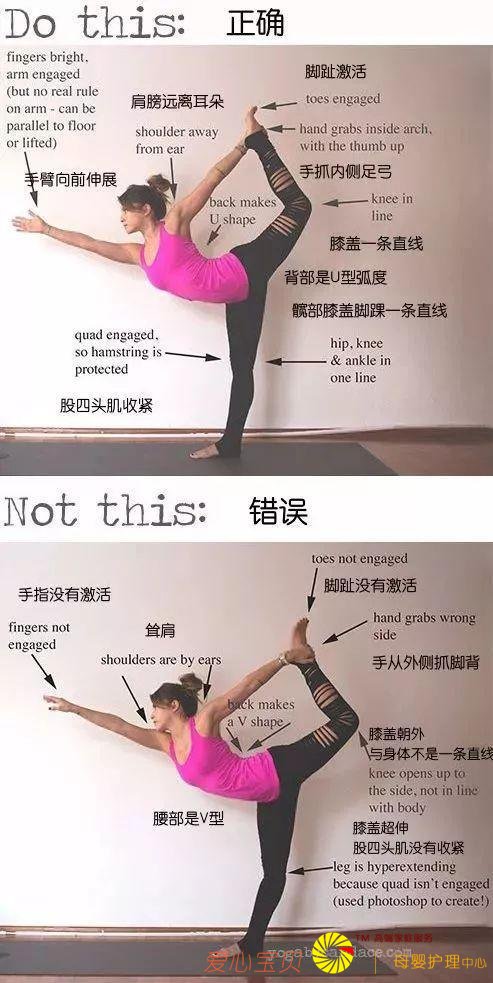 Do this: 正确
fingers bright,
arm engaged
(but no real rule
on arm - can be
parallel to floor
or lifted)
手臂向前伸展
肩膀远离耳朵
shoulder away
from ear
脚趾激活
toes engaged
hand grabs inside arch,
with the thumb up
手抓内侧足弓
back makes
U shape
knee in
line
膝盖一条直线
背部是U型弧度
髋部膝盖脚踝一条直线
quad engaged,
so hamstring is
protected
股四头肌收紧
hip, knee
& ankle in
one line
Not this: 错误
手指没有激活
fingers not
engaged
耸肩
shoulders are by ears
toes not engaged
脚趾没有激活
hand grabs wrong
side
手从外侧抓脚背
back makes
a V shape
腰部是V型
膝盖朝外
与身体不是一条直线
knee opens up to
the side, not in line
with body
膝盖超伸
股四头肌没有收紧
leg is hyperextending
because quad isn't engaged
(used photoshop to create!)
爱心宝贝
TM 高端家庭服务
母婴护理中心